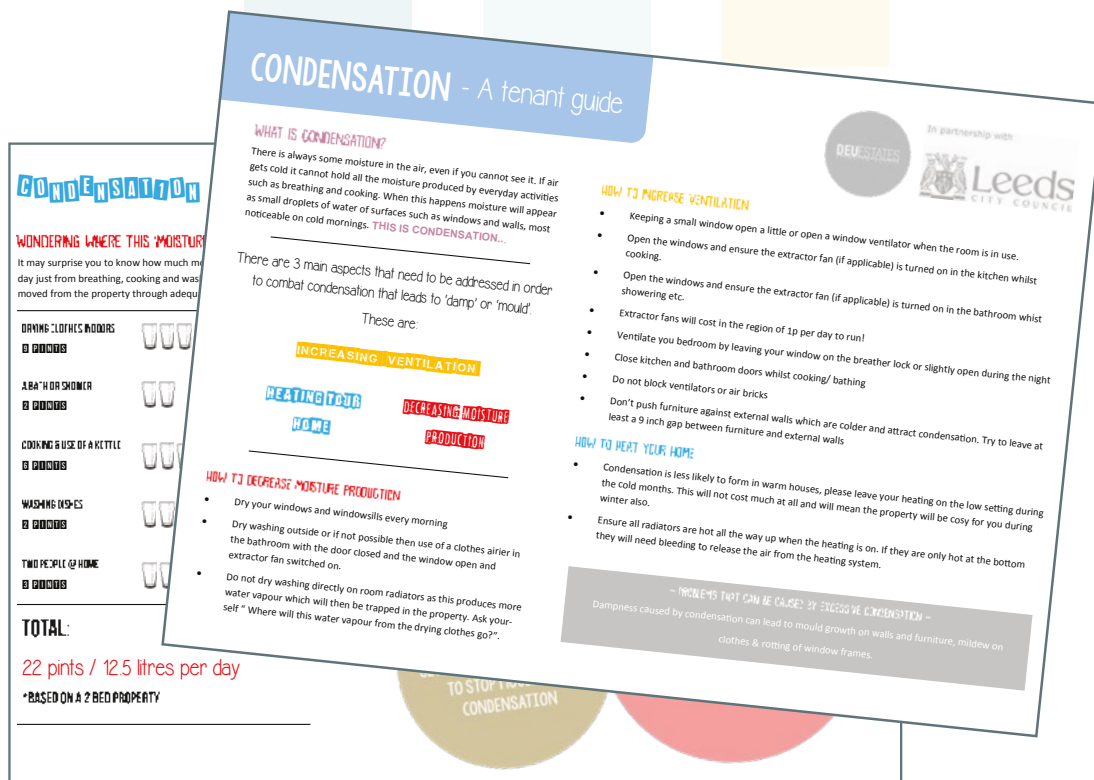 CONDENSATION - A tenant guide
WHAT IS CONDENSATION?
There is always some moisture in the air, even if you cannot see it. If air
gets cold it cannot hold all the moisture produced by everyday activities
such as breathing and cooking. When this happens moisture will appear
as small droplets of water of surfaces such as windows and walls, most
noticeable on cold mornings. THIS IS CONDENSATION...
There are 3 main aspects that need to be addressed in order
to combat condensation that leads to 'damp' or 'mould'.
These are:
INCREASING VENTILATION
HEATING YOUR
HOME
DECREASING MOISTURE
PRODUCTION
HOW TO DECREASE MOISTURE PRODUCTION
• Dry your windows and windowsills every morning
• Dry washing outside or if not possible then use of a clothes airier in
the bathroom with the door closed and the window open and
extractor fan switched on.
• Do not dry washing directly on room radiators as this produces more
water vapour which will then be trapped in the property. Ask your-
self " Where will this water vapour from the drying clothes go?".
DEUESTATES
In partnership with
Leeds
CITY COUNCIL
HOW TO INCREASE VENTILATION
• Keeping a small window open a little or open a window ventilator when the room is in use.
• Open the windows and ensure the extractor fan (if applicable) is turned on in the kitchen whilst
cooking.
• Open the windows and ensure the extractor fan (if applicable) is turned on in the bathroom whist
showering etc.
• Extractor fans will cost in the region of 1p per day to run!
• Ventilate you bedroom by leaving your window on the breather lock or slightly open during the night
• Close kitchen and bathroom doors whilst cooking/ bathing
• Do not block ventilators or air bricks
• Don't push furniture against external walls which are colder and attract condensation. Try to leave at
least a 9 inch gap between furniture and external walls
HOW TO HEAT YOUR HOME
• Condensation is less likely to form in warm houses, please leave your heating on the low setting during
the cold months. This will not cost much at all and will mean the property will be cosy for you during
winter also.
• Ensure all radiators are hot all the way up when the heating is on. If they are only hot at the bottom
they will need bleeding to release the air from the heating system.
~ PROBLEMS THAT CAN BE CAUSED BY EXCESSIVE CONDENSATION ~
Dampness caused by condensation can lead to mould growth on walls and furniture, mildew on
clothes & rotting of window frames.
CONDENSATION
WONDERING WHERE THIS 'MOISTUR
It may surprise you to know how much m
day just from breathing, cooking and was
moved from the property through adequ
DRYING CLOTHES INDOORS
9 PINTS
A BATH OR SHOWER
2 PINTS
COOKING & USE OF A KETTLE
6 PINTS
WASHING DISHES
2 PINTS
TWO PEOPLE @ HOME
3 PINTS
TOTAL:
22 pints / 12.5 litres per day
*BASED ON A 2 BED PROPERTY
TO STOP
CONDENSATION